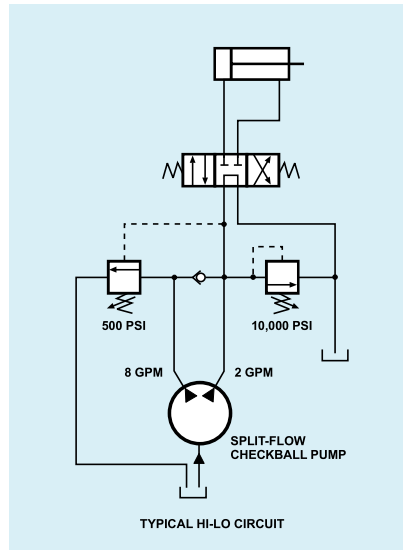 500 PSI
10,000 PSI
8 GPM
2 GPM
SPLIT-FLOW
CHECKBALL PUMP
TYPICAL HI-LO CIRCUIT